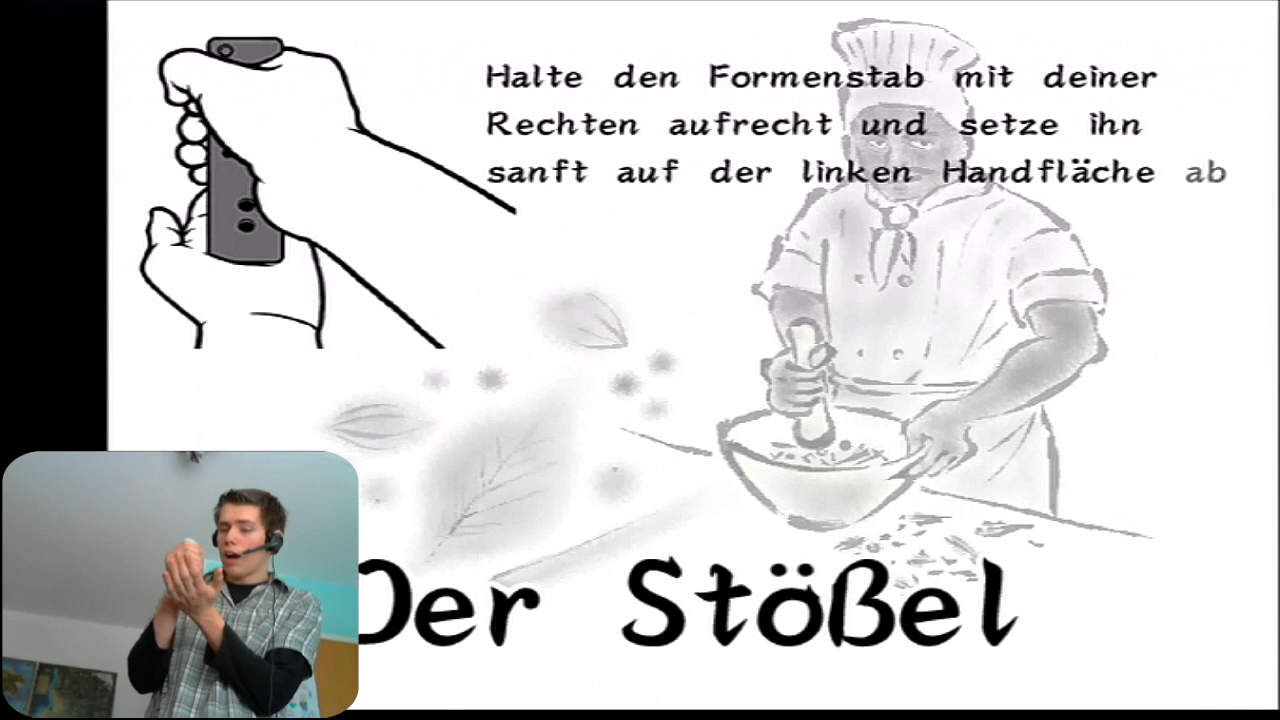 Halte den Formenstab mit deiner
Rechten aufrecht und setze ihn
sanft auf der linken Handfläche ab
Der Stößel